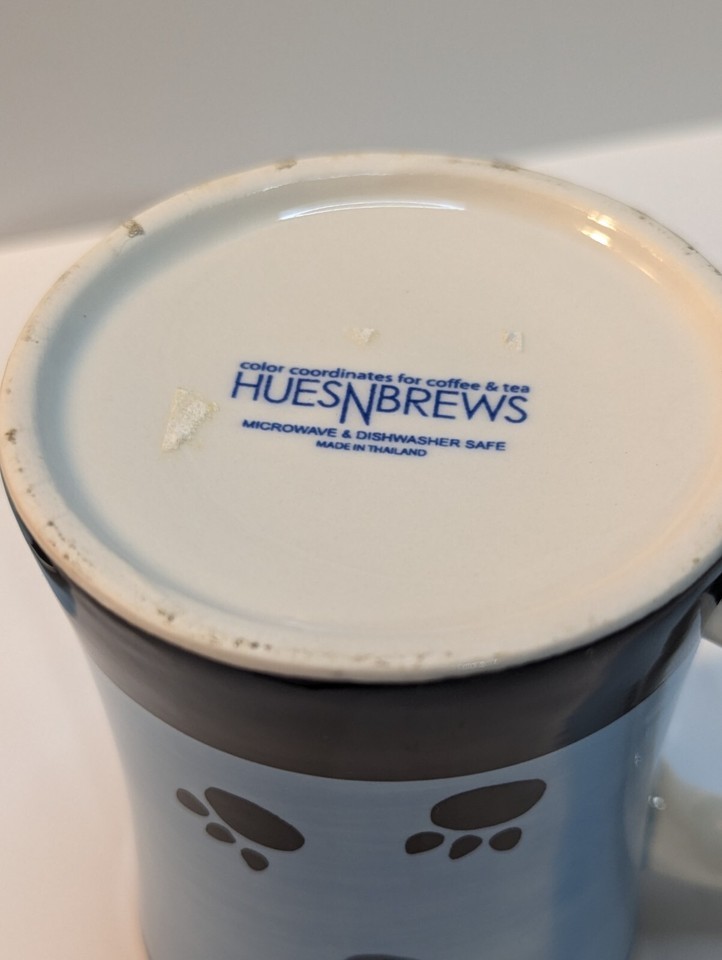 color coordinates for coffee & tea
HUESNBREWS
MICROWAVE & DISHWASHER SAFE
MADE IN THAILAND